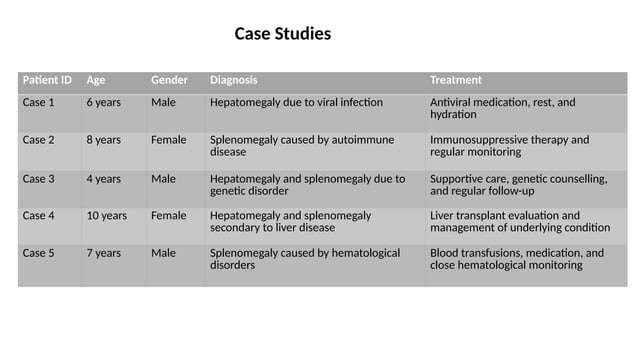 Case Studies
Patient ID Age Gender Diagnosis Treatment
Case 1 6 years Male Hepatomegaly due to viral infection Antiviral medication, rest, and
hydration
Case 2 8 years Female Splenomegaly caused by autoimmune Immunosuppressive therapy and
disease regular monitoring
Case 3 4 years Male Hepatomegaly and splenomegaly due to Supportive care, genetic counselling,
genetic disorder and regular follow-up
Case 4 10 years Female Hepatomegaly and splenomegaly Liver transplant evaluation and
secondary to liver disease management of underlying condition
Case 5 7 years Male Splenomegaly caused by hematological Blood transfusions, medication, and
disorders close hematological monitoring